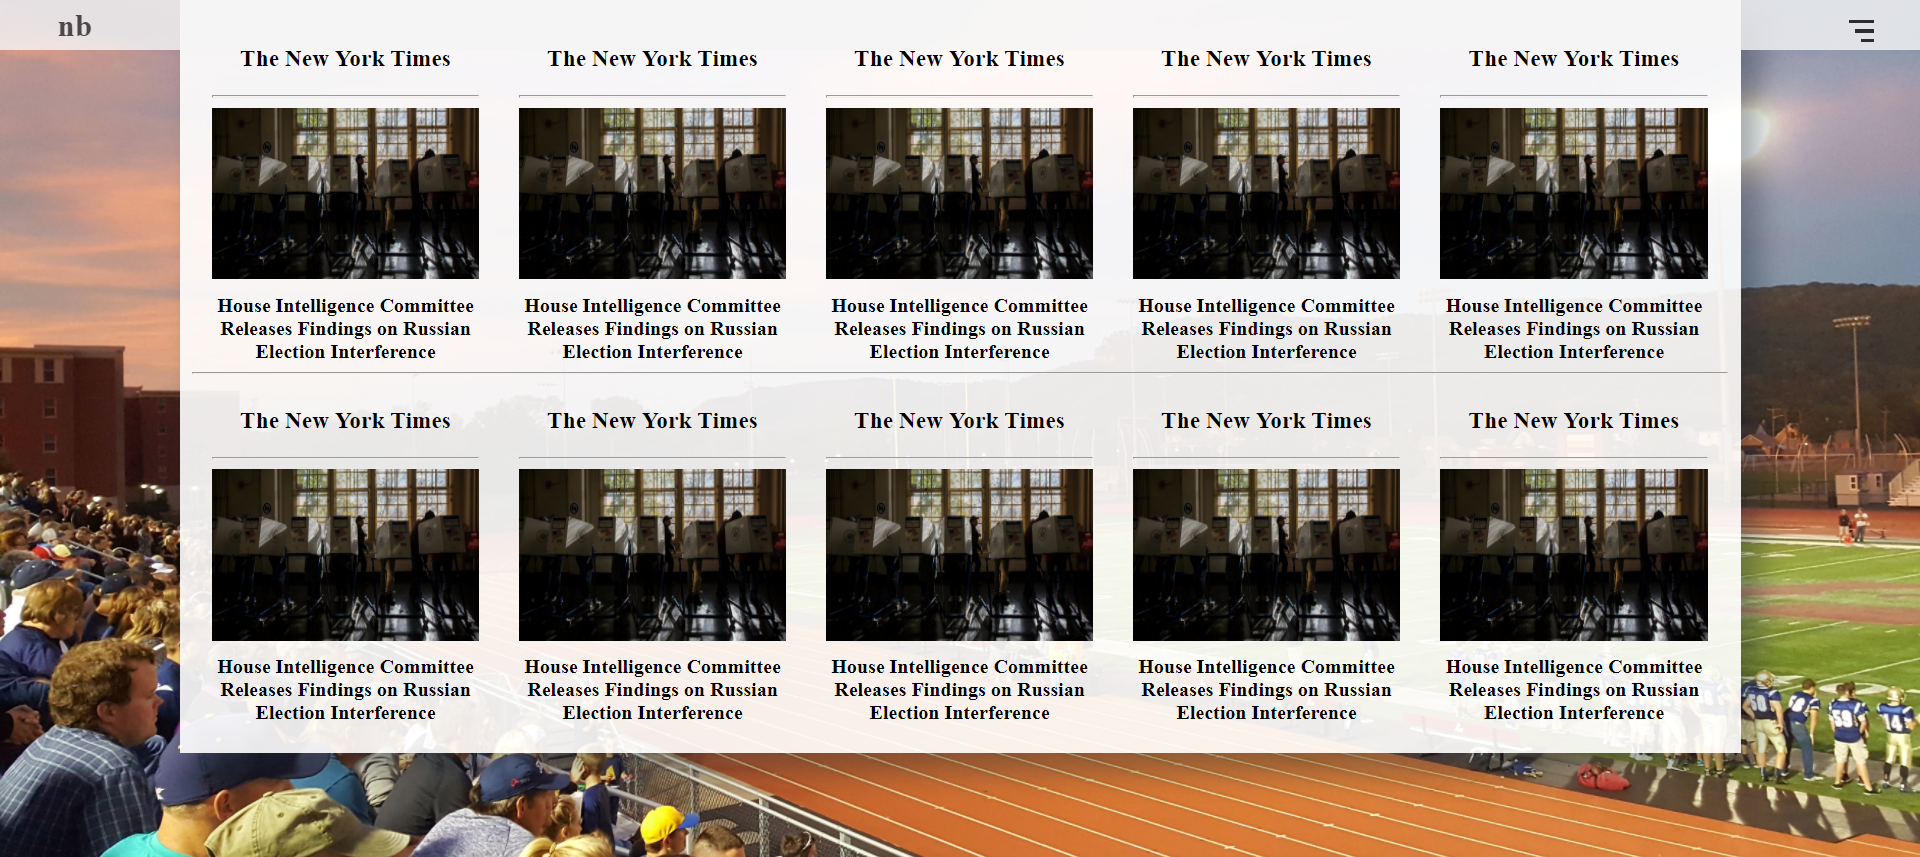 nb
The New York Times The New York Times The New York Times The New York Times The New York Times
House Intelligence Committee House Intelligence Committee House Intelligence Committee House Intelligence Committee House Intelligence Committee
Releases Findings on Russian Releases Findings on Russian Releases Findings on Russian Releases Findings on Russian Releases Findings on Russian
Election Interference Election Interference Election Interference Election Interference Election Interference
The New York Times The New York Times The New York Times The New York Times The New York Times
House Intelligence Committee House Intelligence Committee House Intelligence Committee House Intelligence Committee House Intelligence Committee
Releases Findings on Russian Releases Findings on Russian Releases Findings on Russian Releases Findings on Russian Releases Findings on Russian
Election Interference Election Interference Election Interference Election Interference Election Interference